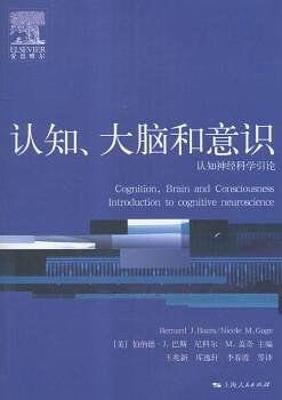 ELSEVIER
爱思唯尔
认知、大脑和意识
认知神经科学引论
Cognition, Brain and Consciousness
Introduction to cognitive neuroscience
Bernard J.Baars/Nicole M.Gage
[美] 伯纳德·J.巴斯 尼科尔·M.盖奇 主编
王兆新 库逸轩 李春霞 等译
上海人民出版社